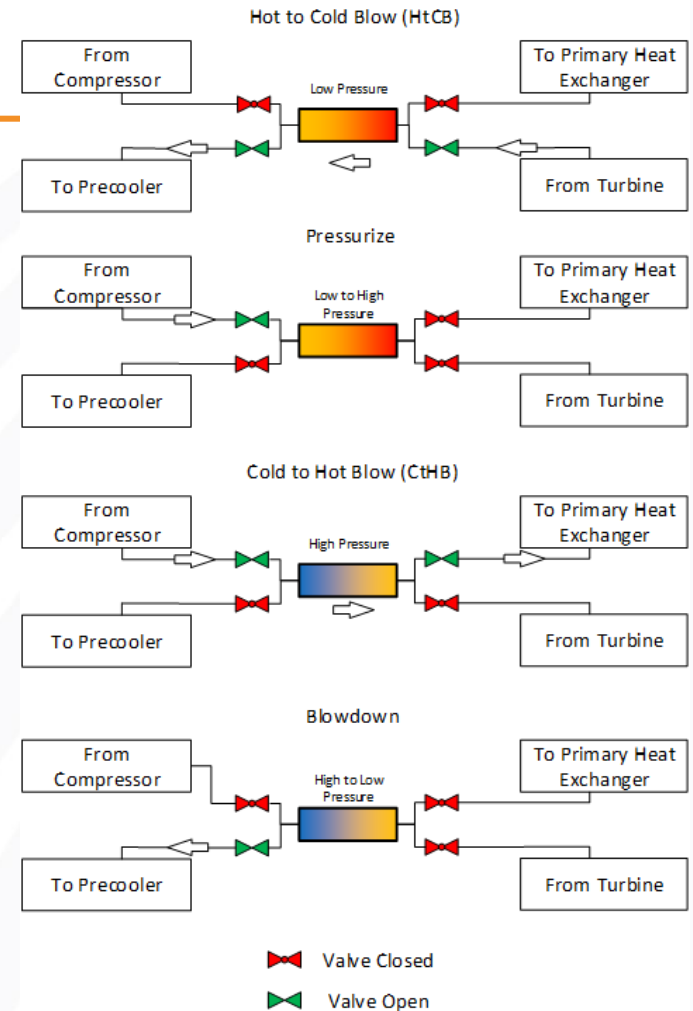 Hot to Cold Blow (HtCB)
From
Compressor
To Primary Heat
Exchanger
Low Pressure
To Precooler
From Turbine
Pressurize
From
Compressor
To Primary Heat
Exchanger
Low to High
Pressure
To Precooler
From Turbine
Cold to Hot Blow (CtHB)
From
Compressor
To Primary Heat
Exchanger
High Pressure
To Precooler
From Turbine
Blowdown
From
Compressor
To Primary Heat
Exchanger
High to Low
Pressure
To Precooler
From Turbine
Valve Closed
Valve Open